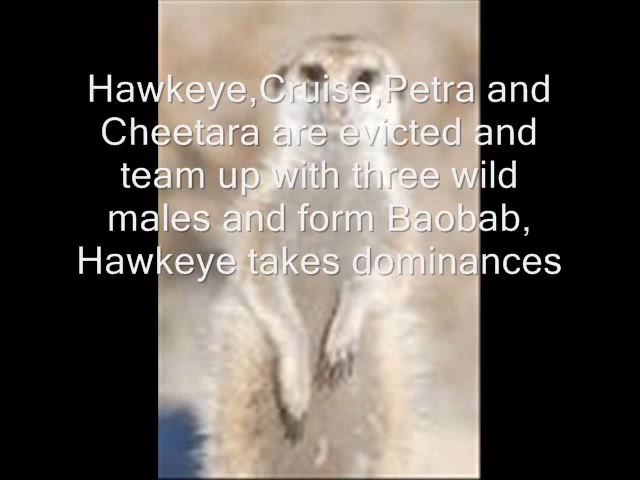 Hawkeye,Cruise,Petra and
Cheetara are evicted and
team up with three wild
males and form Baobab,
Hawkeye takes dominances